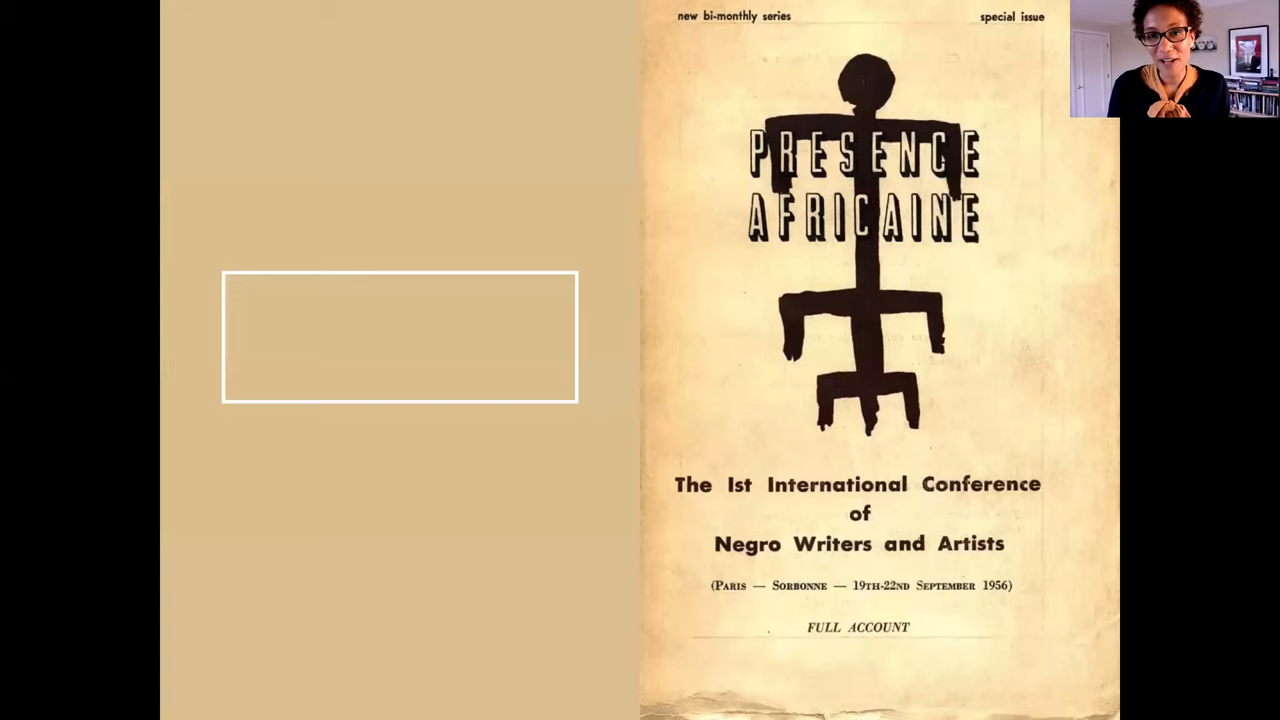 new bi-monthly series
special issue
PRESENCE
AFRICAINE
The Ist International Conference
of
Negro Writers and Artists
(PARIS — SORBONNE — 19TH-22ND SEPTEMBER 1956)
FULL ACCOUNT